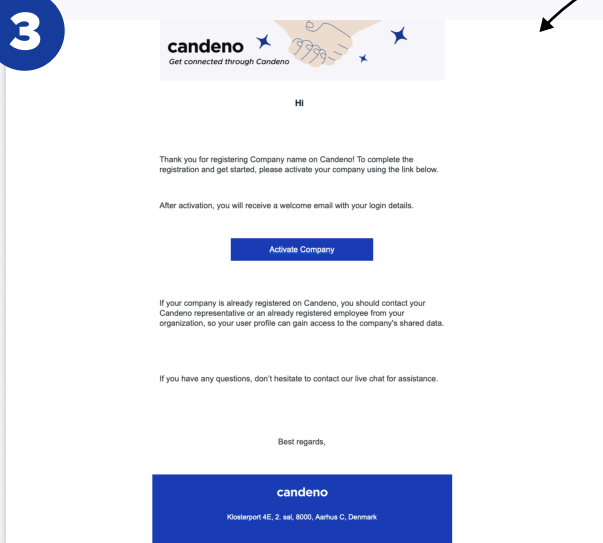 3
candeno
Get connected through Candeno
Hi
Thank you for registering Company name on Candeno! To complete the
registration and get started, please activate your company using the link below.
After activation, you will receive a welcome email with your login details.
Activate Company
If your company is already registered on Candeno, you should contact your
Candeno representative or an already registered employee from your
organization, so your user profile can gain access to the company's shared data.
If you have any questions, don't hesitate to contact our live chat for assistance.
Best regards,
candeno
Klosterport 4E, 2. sal, 8000, Aarhus C, Denmark